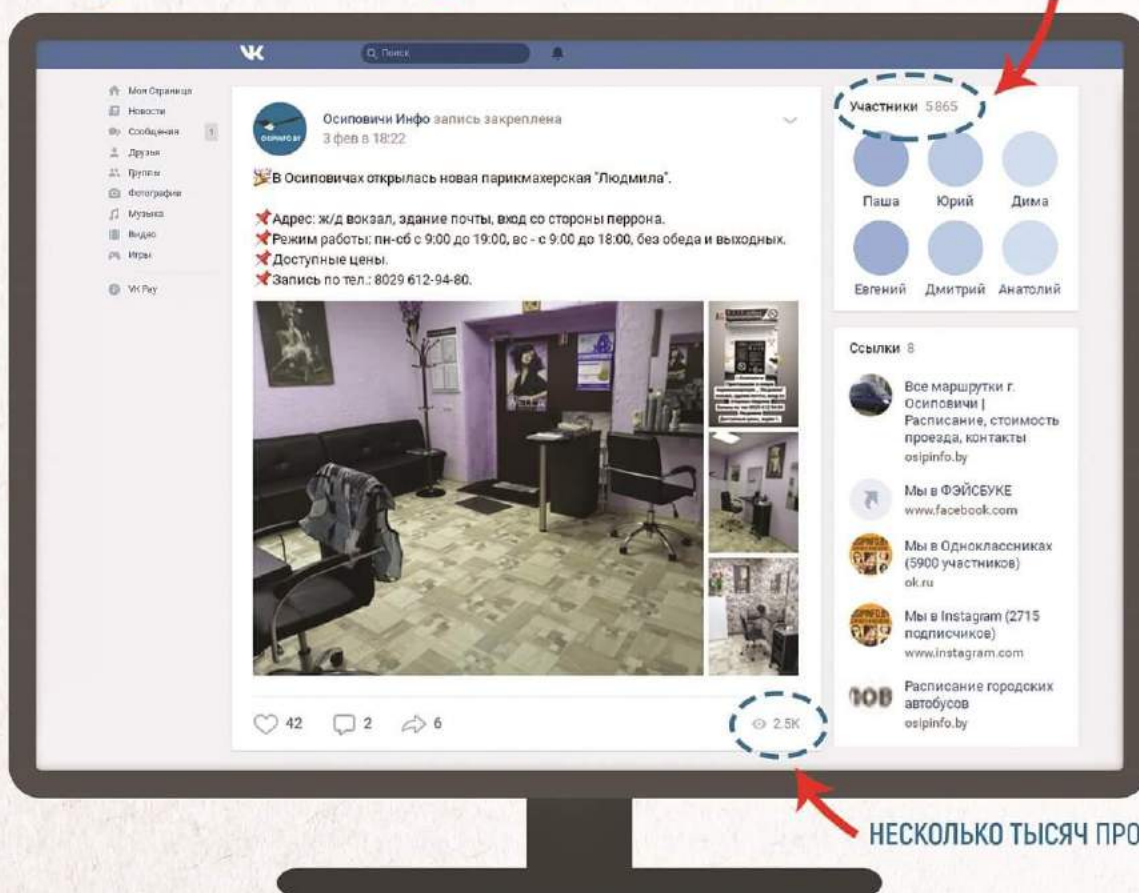 Поиск
Моя Страница
Новости
Сообщения 1
Друзья
Группы
Фотографии
Музыка
Видео
Игры
VK Pay
OSIPINFO.BY
Осиповичи Инфо запись закреплена
3 фев в 18:22
В Осиповичах открылась новая парикмахерская "Людмила".
Адрес: ж/д вокзал, здание почты, вход со стороны перрона.
Режим работы: пн-сб с 9:00 до 19:00, вс - с 9:00 до 18:00, без обеда и выходных.
Доступные цены.
Запись по тел.: 8029 612-94-80.
42 2 6 2.5K
Участники 5865
Паша Юрий Дима
Евгений Дмитрий Анатолий
Ссылки 8
Все маршрутки г.
Осиповичи |
Расписание, стоимость
проезда, контакты
osipinfo.by
Мы в ФЭЙСБУКЕ
www.facebook.com
Мы в Одноклассниках
(5900 участников)
ok.ru
Мы в Instagram (2715
подписчиков)
www.instagram.com
Расписание городских
автобусов
osipinfo.by
НЕСКОЛЬКО ТЫСЯЧ ПРО